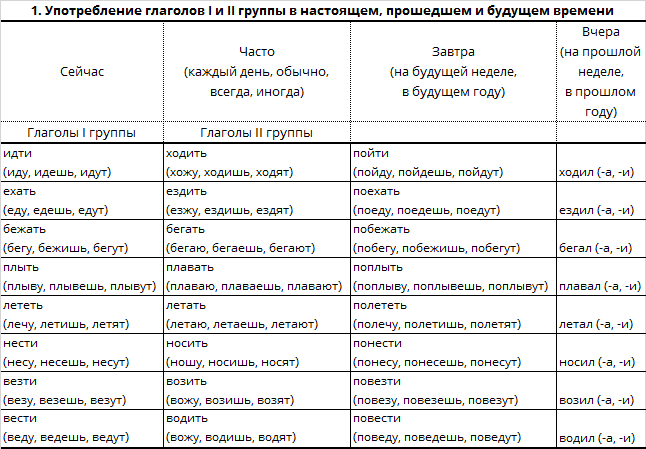 1. Употребление глаголов I и II группы в настоящем, прошедшем и будущем времени
Сейчас
Часто
(каждый день, обычно,
всегда, иногда)
Завтра
(на будущей неделе,
в будущем году)
Вчера
(на прошлой
неделе,
в прошлом
году)
Глаголы I группы
Глаголы II группы
идти
(иду, идешь, идут)
ходить
(хожу, ходишь, ходят)
пойти
(пойду, пойдешь, пойдут)
ходил (-а, -и)
ехать
(еду, едешь, едут)
ездить
(езжу, ездишь, ездят)
поехать
(поеду, поедешь, поедут)
ездил (-а, -и)
бежать
(бегу, бежишь, бегут)
бегать
(бегаю, бегаешь, бегают)
побежать
(побегу, побежишь, побегут)
бегал (-а, -и)
плыть
(плыву, плывешь, плывут)
плавать
(плаваю, плаваешь, плавают)
поплыть
(поплыву, поплывешь, поплывут)
плавал (-а, -и)
лететь
(лечу, летишь, летят)
летать
(летаю, летаешь, летают)
полететь
(полечу, полетишь, полетят)
летал (-а, -и)
нести
(несу, несешь, несут)
носить
(ношу, носишь, носят)
понести
(понесу, понесешь, понесут)
носил (-а, -и)
везти
(везу, везешь, везут)
возить
(вожу, возишь, возят)
повезти
(повезу, повезешь, повезут)
возил (-а, -и)
вести
(веду, ведешь, ведут)
водить
(вожу, водишь, водят)
повести
(поведу, поведешь, поведут)
водил (-а, -и)